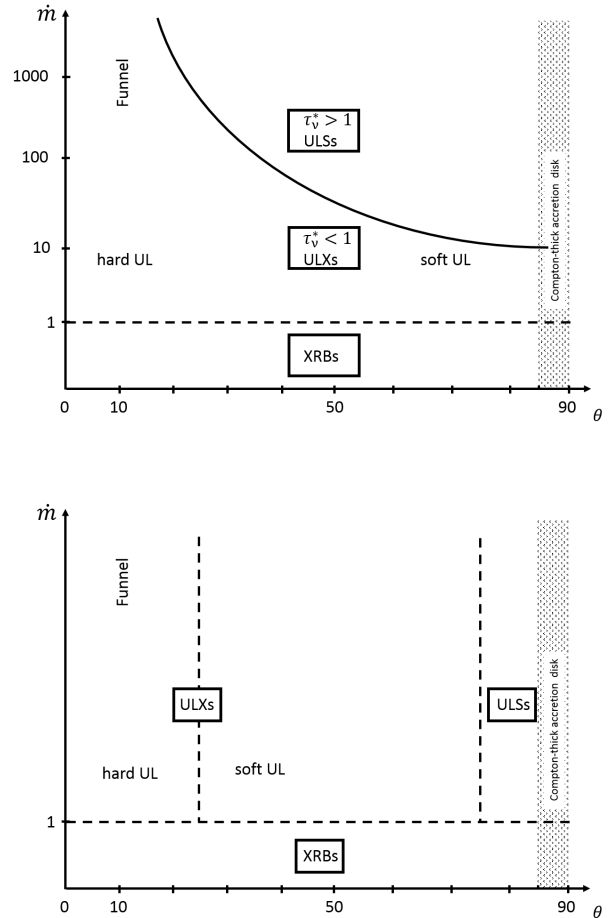 ṁ
1000
Funnel
100
τ*ν > 1
ULSs
10
τ*ν < 1
ULXs
hard UL
soft UL
Compton-thick accretion disk
1
XRBs
0
10
50
90
θ
ṁ
Funnel
ULXs
ULSs
hard UL
soft UL
Compton-thick accretion disk
1
XRBs
0
10
50
90
θ